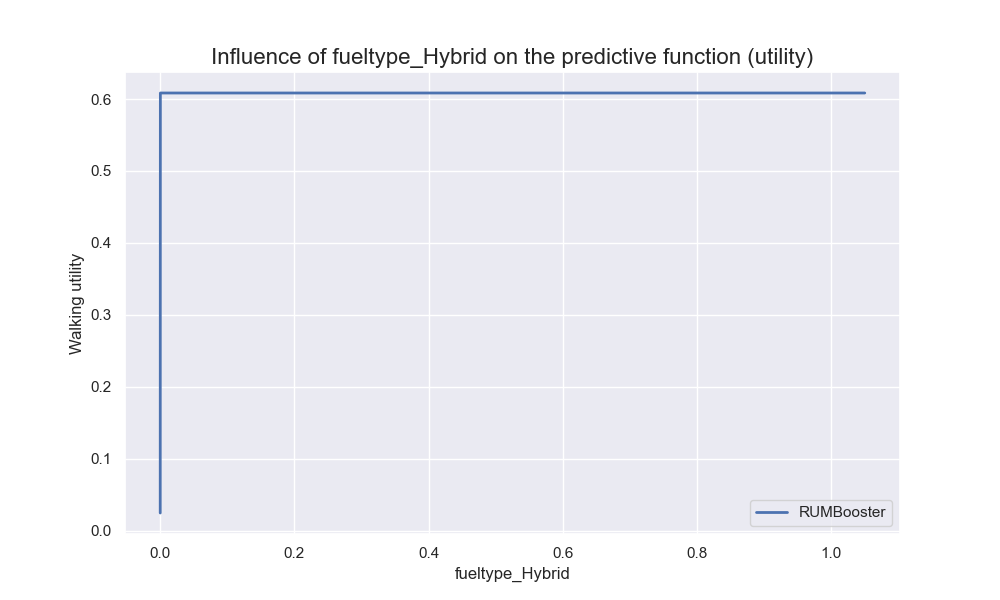 Influence of fueltype_Hybrid on the predictive function (utility)
0.6
0.5
0.4
0.3
0.2
0.1
0.0
Walking utility
0.0 0.2 0.4 0.6 0.8 1.0
fueltype_Hybrid
RUMBooster